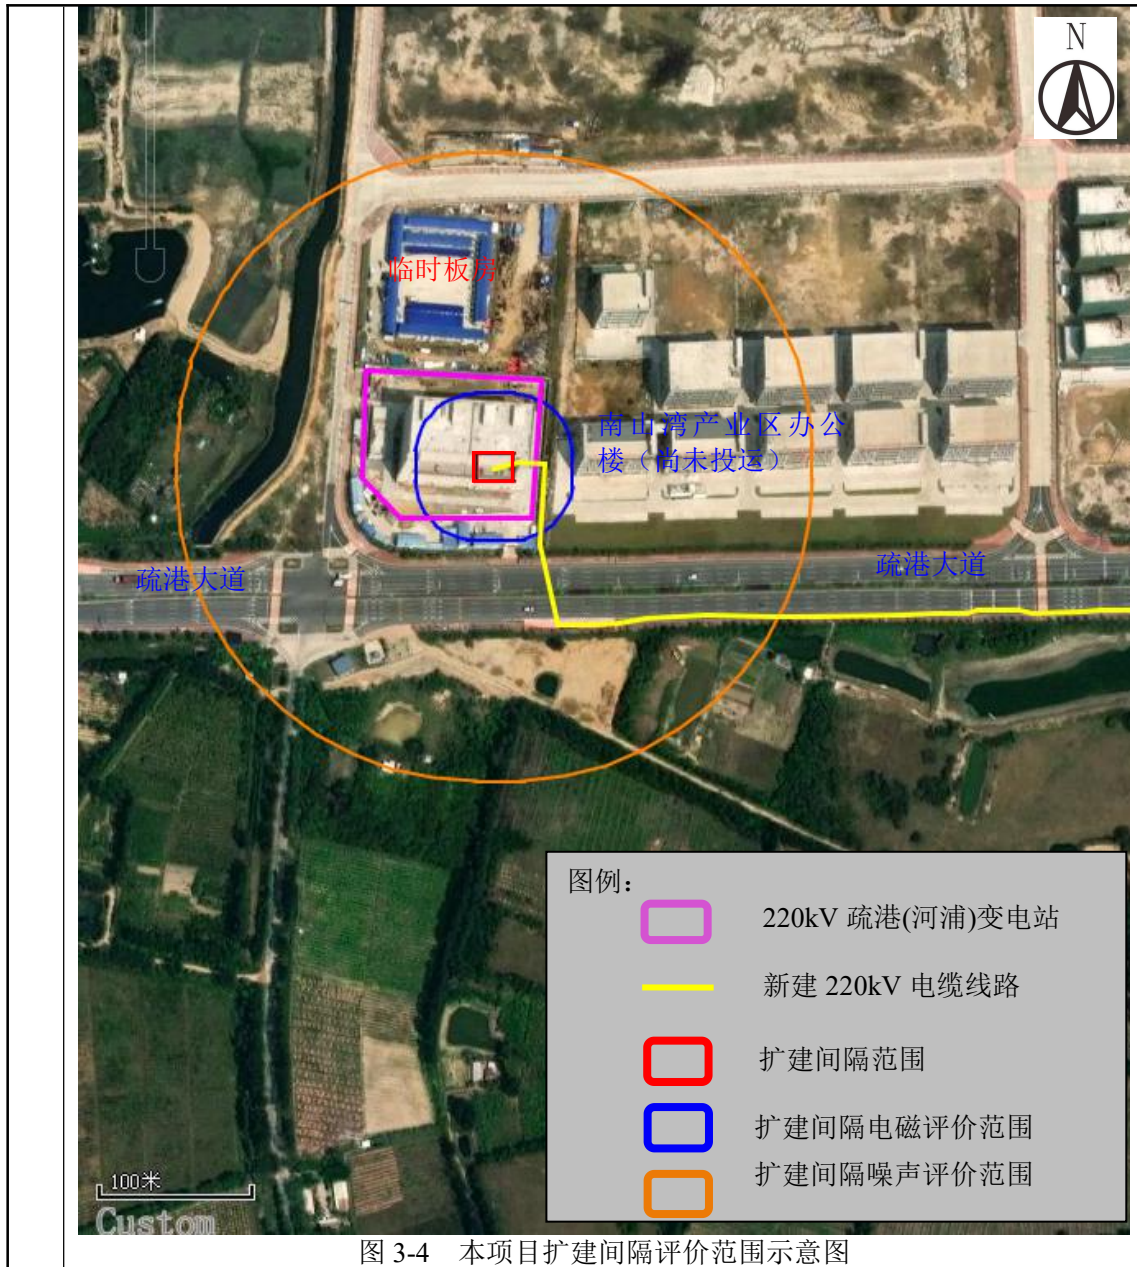 N
临时板房
南山湾产业区办公
楼（尚未投运）
疏港大道
疏港大道
图例：
220kV 疏港(河浦)变电站
新建 220kV 电缆线路
扩建间隔范围
扩建间隔电磁评价范围
扩建间隔噪声评价范围
100米
Custom
图 3-4 本项目扩建间隔评价范围示意图